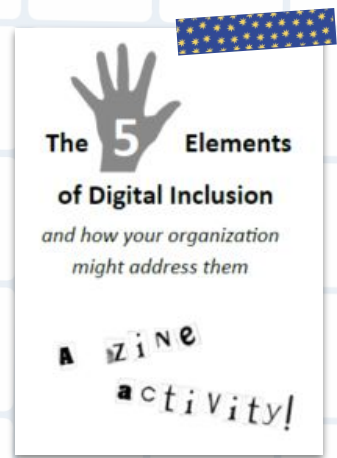 The 5 Elements
of Digital Inclusion
and how your organization
might address them
A zine
activity!